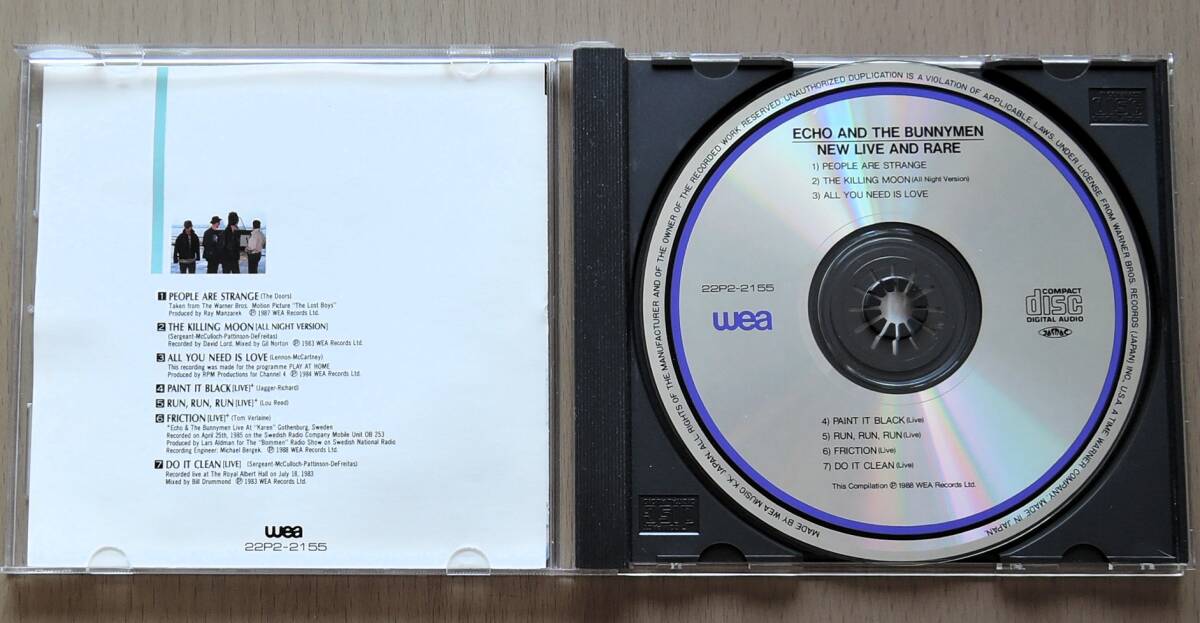 1 PEOPLE ARE STRANGE (The Doors)
Taken from The Warner Bros. Motion Picture "The Lost Boys"
Produced by Ray Manzarek ℗ 1987 WEA Records Ltd.
2 THE KILLING MOON [ALL NIGHT VERSION]
(Sergeant-McCulloch-Pattinson-DeFreitas)
Recorded by David Lord, Mixed by Gil Norton ℗ 1983 WEA Records Ltd.
3 ALL YOU NEED IS LOVE (Lennon-McCartney)
This recording was made for the programme PLAY AT HOME
Produced by RPM Productions for Channel 4 ℗ 1984 WEA Records Ltd.
4 PAINT IT BLACK [LIVE]* (Jagger-Richard)
5 RUN, RUN, RUN [LIVE]* (Lou Reed)
6 FRICTION [LIVE]* (Tom Verlaine)
*Echo & The Bunnymen Live At "Karen" Gothenburg, Sweden
Recorded on April 25th, 1985 on the Swedish Radio Company Mobile Unit OB 253
Produced by Lars Aldman for The "Bommen" Radio Show on Swedish National Radio
Recording Engineer: Michael Bergek. ℗ 1988 WEA Records Ltd.
7 DO IT CLEAN [LIVE] (Sergeant-McCulloch-Pattinson-DeFreitas)
Recorded live at The Royal Albert Hall on July 18, 1983
Mixed by Bill Drummond ℗ 1983 WEA Records Ltd.
wea
22P2-2155
ECHO AND THE BUNNYMEN
NEW LIVE AND RARE
1) PEOPLE ARE STRANGE
2) THE KILLING MOON (All Night Version)
3) ALL YOU NEED IS LOVE
22P2-2155
wea
COMPACT
disc
DIGITAL AUDIO
JASRAC
4) PAINT IT BLACK (Live)
5) RUN, RUN, RUN (Live)
6) FRICTION (Live)
7) DO IT CLEAN (Live)
This Compilation ℗ 1988 WEA Records Ltd.
MADE BY WEA MUSIC K.K., JAPAN. ALL RIGHTS OF THE MANUFACTURER AND OF THE OWNER OF THE RECORDED WORK RESERVED. UNAUTHORIZED DUPLICATION IS A VIOLATION OF APPLICABLE LAWS. UNDER LICENSE FROM WARNER BROS. RECORDS (JAPAN) INC., U.S.A. A TIME WARNER COMPANY. MADE IN JAPAN.